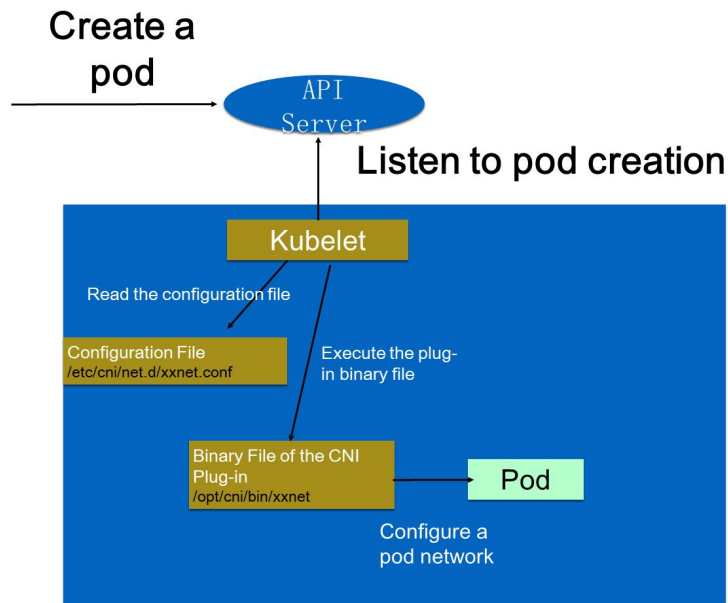 Create a
pod
API
Server
Listen to pod creation
Kubelet
Read the configuration file
Configuration File
/etc/cni/net.d/xxnet.conf
Execute the plug-
in binary file
Binary File of the CNI
Plug-in
/opt/cni/bin/xxnet
Pod
Configure a
pod network